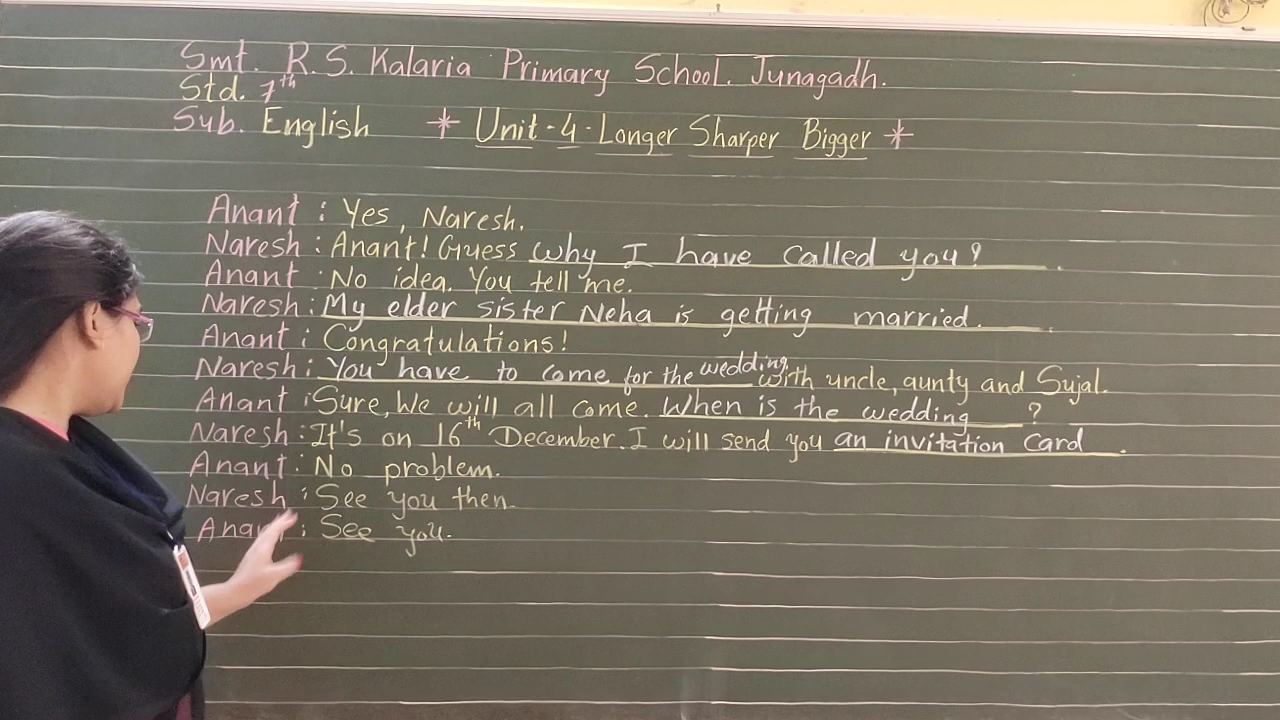 Smt. R.S. Kalaria Primary School. Junagadh.
Std. 7th
Sub. English * Unit-4-Longer Sharper Bigger *
Anant : Yes, Naresh.
Naresh : Anant! Guess why I have called you? .
Anant : No idea. You tell me.
Naresh : My elder sister Neha is getting married. .
Anant : Congratulations!
Naresh : You have to come for the wedding with uncle, aunty and Sujal.
Anant : Sure, We will all come. When is the wedding ?
Naresh : It's on 16th December. I will send you an invitation card .
Anant : No problem.
Naresh : See you then.
Anant : See you.